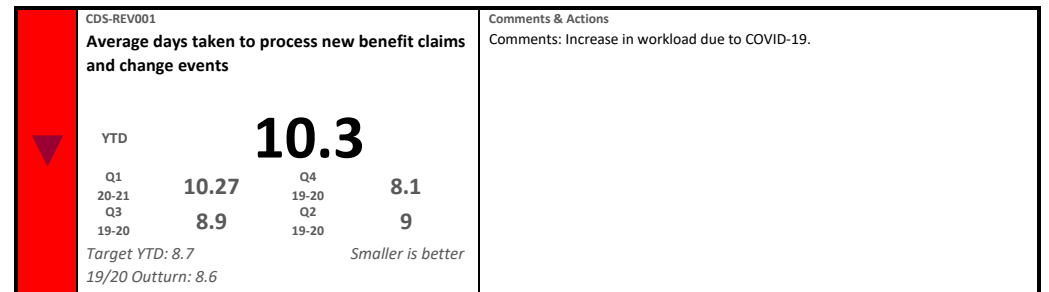 CDS-REV001
Average days taken to process new benefit claims
and change events
YTD 10.3
Q1 20-21 10.27 Q4 19-20 8.1
Q3 19-20 8.9 Q2 19-20 9
Target YTD: 8.7 Smaller is better
19/20 Outturn: 8.6
Comments & Actions
Comments: Increase in workload due to COVID-19.